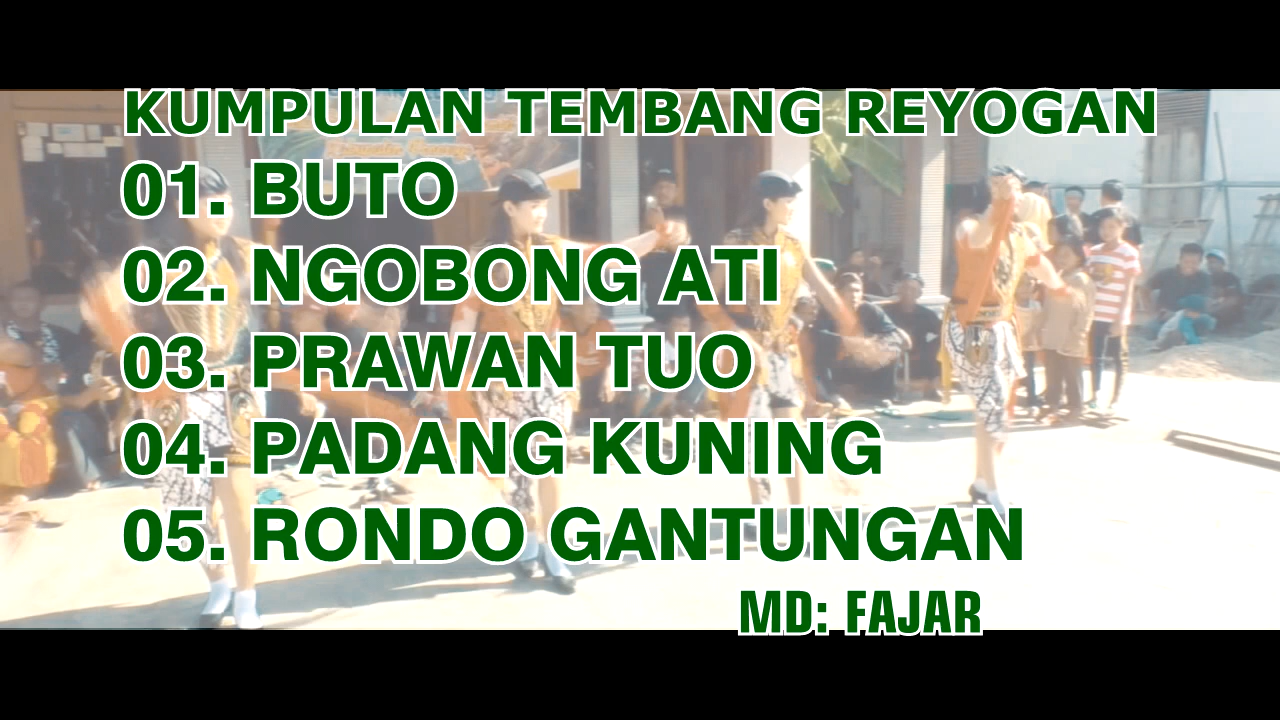 KUMPULAN TEMBANG REYOGAN
01. BUTO
02. NGOBONG ATI
03. PRAWAN TUO
04. PADANG KUNING
05. RONDO GANTUNGAN
MD: FAJAR